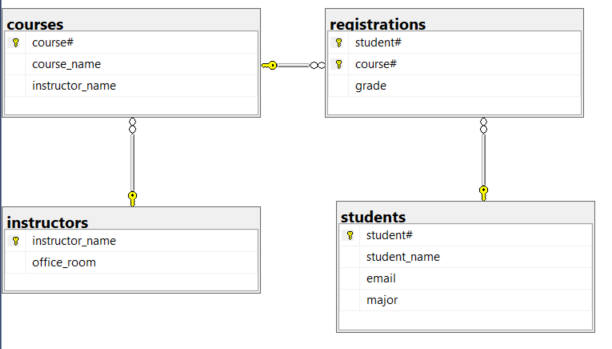 courses
course#
course_name
instructor_name
registrations
student#
course#
grade
instructors
instructor_name
office_room
students
student#
student_name
email
major